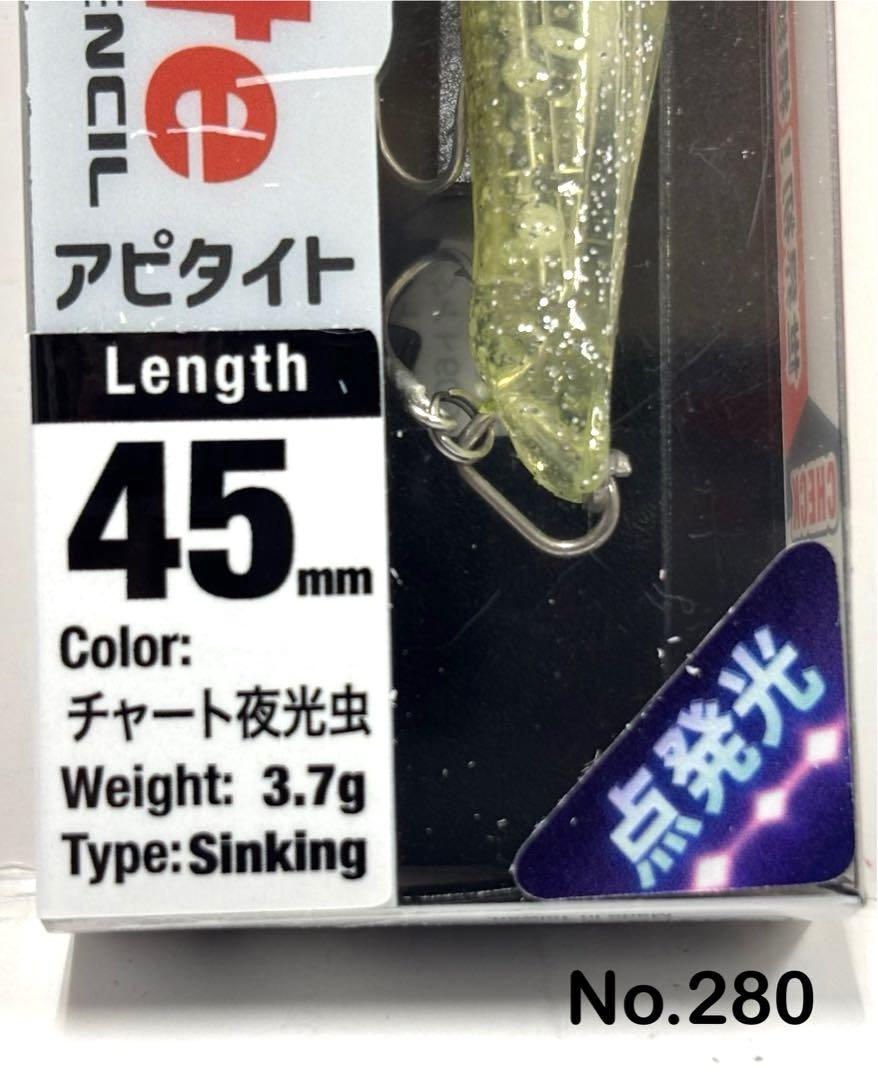 te
ENCIL
アピタイト
Length
45mm
Color:
チャート夜光虫
Weight: 3.7g
Type:Sinking
CHECK
点発光
No.280